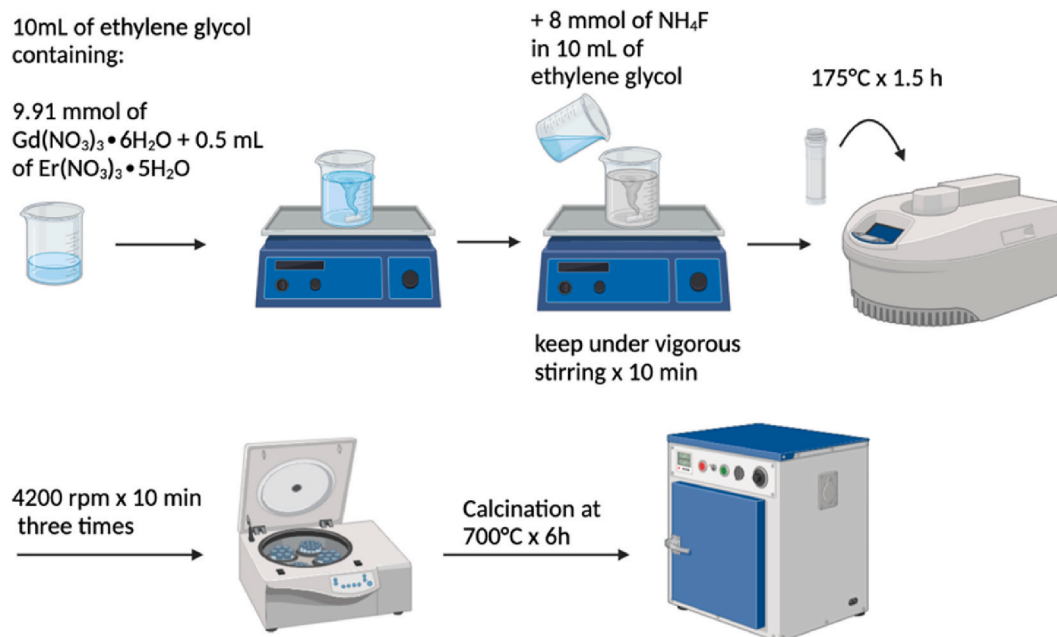 10mL of ethylene glycol
containing:
9.91 mmol of
Gd(NO₃)₃•6H₂O + 0.5 mL
of Er(NO₃)₃•5H₂O
+ 8 mmol of NH₄F
in 10 mL of
ethylene glycol
175°C x 1.5 h
keep under vigorous
stirring x 10 min
4200 rpm x 10 min
three times
Calcination at
700°C x 6h